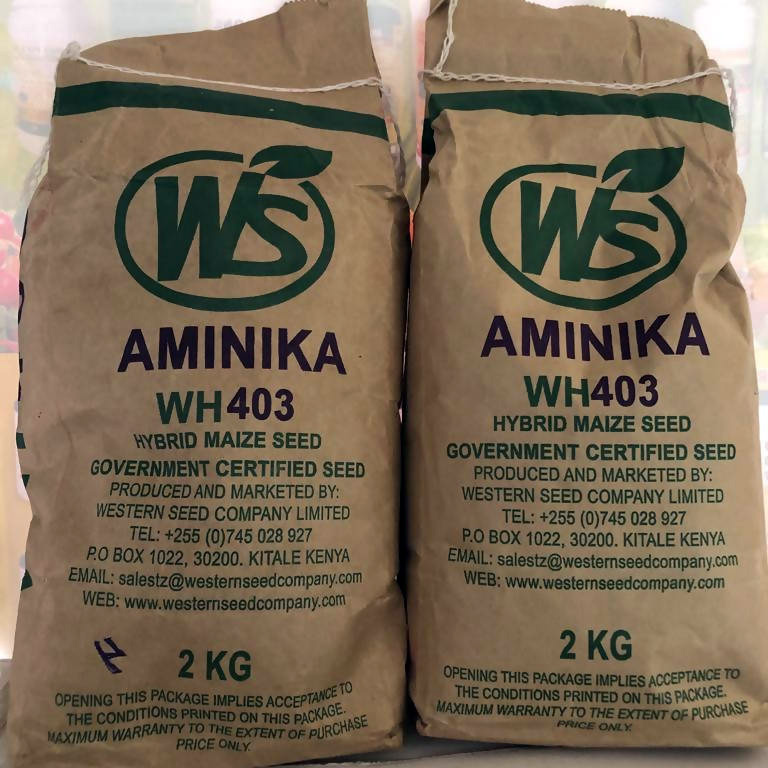 WS
AMINIKA
WH403
HYBRID MAIZE SEED
GOVERNMENT CERTIFIED SEED
PRODUCED AND MARKETED BY:
WESTERN SEED COMPANY LIMITED
TEL: +255 (0)745 028 927
P.O BOX 1022, 30200. KITALE KENYA
EMAIL: salestz@westernseedcompany.com
WEB: www.westernseedcompany.com
2 KG
OPENING THIS PACKAGE IMPLIES ACCEPTANCE TO
THE CONDITIONS PRINTED ON THIS PACKAGE.
MAXIMUM WARRANTY TO THE EXTENT OF PURCHASE
PRICE ONLY.
WS
AMINIKA
WH403
HYBRID MAIZE SEED
GOVERNMENT CERTIFIED SEED
PRODUCED AND MARKETED BY:
WESTERN SEED COMPANY LIMITED
TEL: +255 (0)745 028 927
P.O BOX 1022, 30200. KITALE KENYA
EMAIL: salestz@westernseedcompany.com
WEB: www.westernseedcompany.com
2 KG
OPENING THIS PACKAGE IMPLIES ACCEPTANCE TO
THE CONDITIONS PRINTED ON THIS PACKAGE.
MAXIMUM WARRANTY TO THE EXTENT OF PURCHASE
PRICE ONLY.